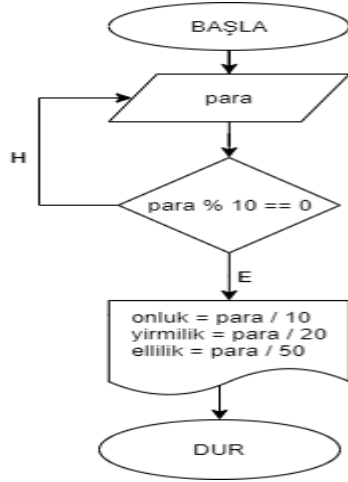 BAŞLA
para
H
para % 10 == 0
E
onluk = para / 10
yirmilik = para / 20
ellilik = para / 50
DUR